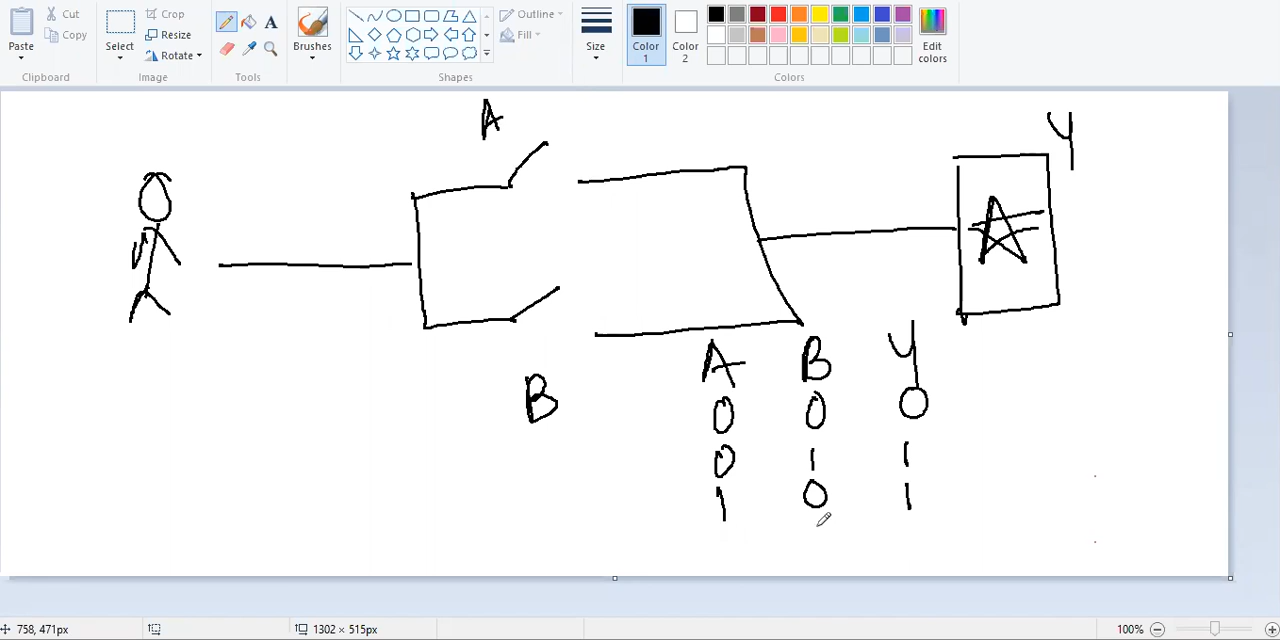 Cut
Crop
Outline
Copy
Resize
Fill
Paste
Select
Rotate
Brushes
Size
Color 1
Color 2
Edit colors
Clipboard
Image
Tools
Shapes
Colors
A
Y
B
A B Y
0 0 0
0 1 1
1 0 1
758, 471px
1302 × 515px
100%